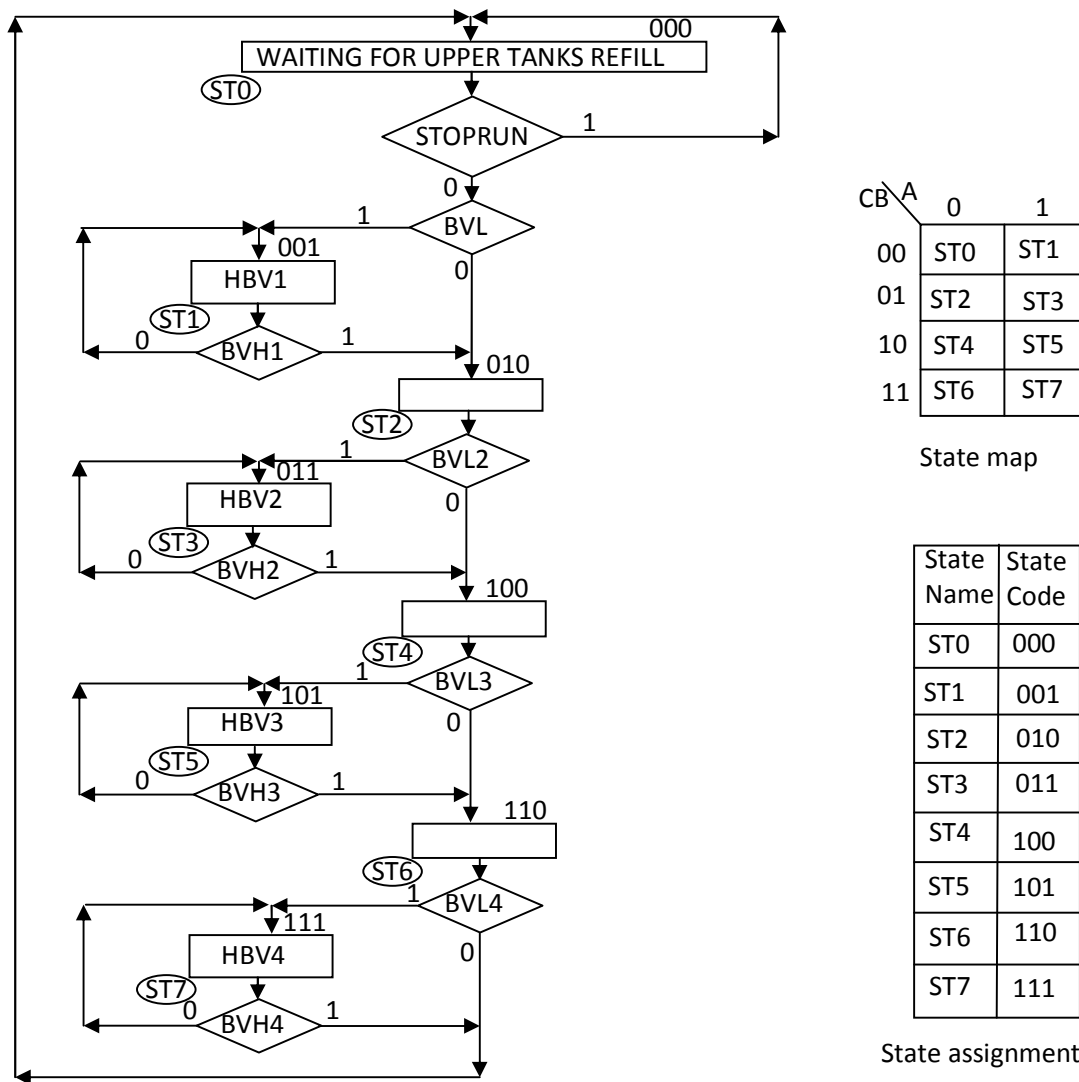 000
WAITING FOR UPPER TANKS REFILL
ST0
STOPRUN
1
0
1
BVL
0
001
HBV1
ST1
0
BVH1
1
010
ST2
1
BVL2
0
011
HBV2
ST3
0
BVH2
1
100
ST4
1
BVL3
0
101
HBV3
ST5
0
BVH3
1
110
ST6
1
BVL4
0
111
HBV4
ST7
0
BVH4
1
CB A
0 1
00 ST0 ST1
01 ST2 ST3
10 ST4 ST5
11 ST6 ST7
State map
State State
Name Code
ST0 000
ST1 001
ST2 010
ST3 011
ST4 100
ST5 101
ST6 110
ST7 111
State assignment